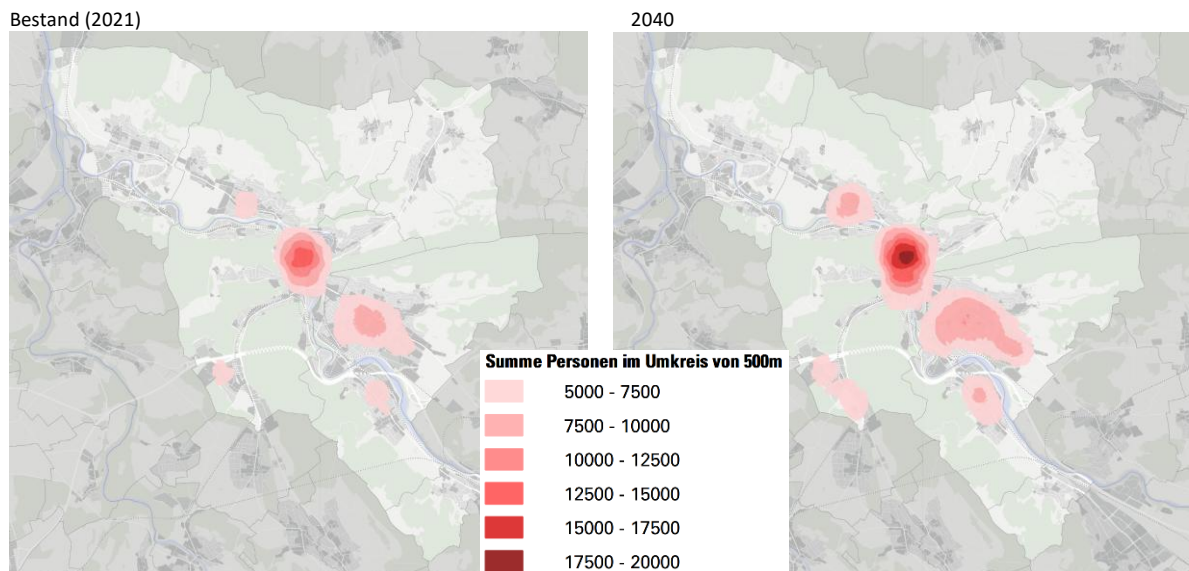 Bestand (2021)
2040
Summe Personen im Umkreis von 500m
5000 - 7500
7500 - 10000
10000 - 12500
12500 - 15000
15000 - 17500
17500 - 20000